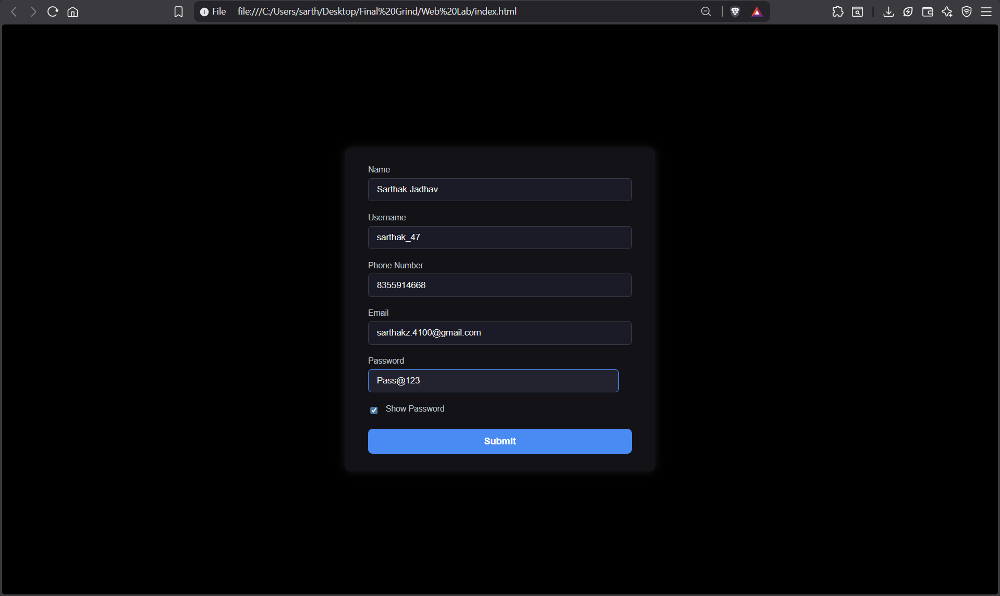 File file:///C:/Users/sarth/Desktop/Final%20Grind/Web%20Lab/index.html
Name
Sarthak Jadhav
Username
sarthak_47
Phone Number
8355914668
Email
sarthakz.4100@gmail.com
Password
Pass@123
Show Password
Submit